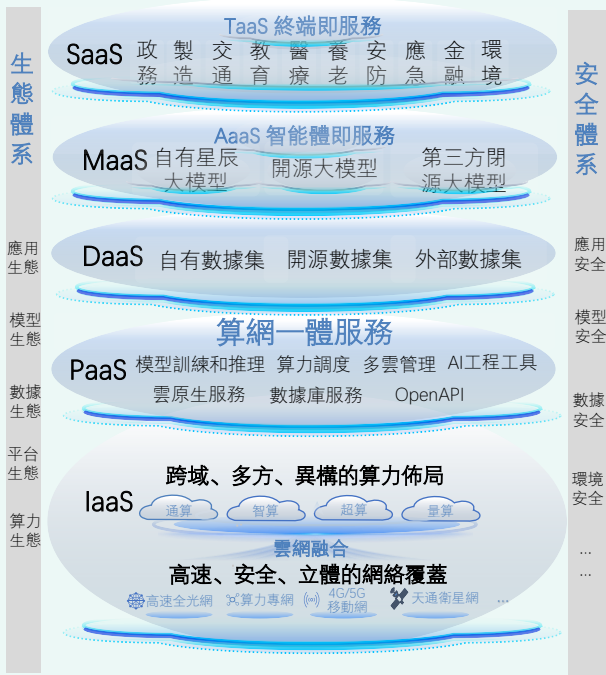 生態體系
應用
生態
模型
生態
數據
生態
平台
生態
算力
生態
TaaS 終端即服務
SaaS
政務
製造
交通
教育
醫療
養老
安防
應急
金融
環境
AaaS 智能體即服務
MaaS
自有星辰
大模型
開源大模型
第三方閉
源大模型
DaaS 自有數據集 開源數據集 外部數據集
算網一體服務
PaaS
模型訓練和推理 算力調度 多雲管理 AI工程工具
雲原生服務 數據庫服務 OpenAPI
IaaS
跨域、多方、異構的算力佈局
通算 智算 超算 量算
雲網融合
高速、安全、立體的網絡覆蓋
高速全光網 算力專網
4G/5G
移動網
天通衛星網 ...
安全體系
應用
安全
模型
安全
數據
安全
環境
安全
...
...